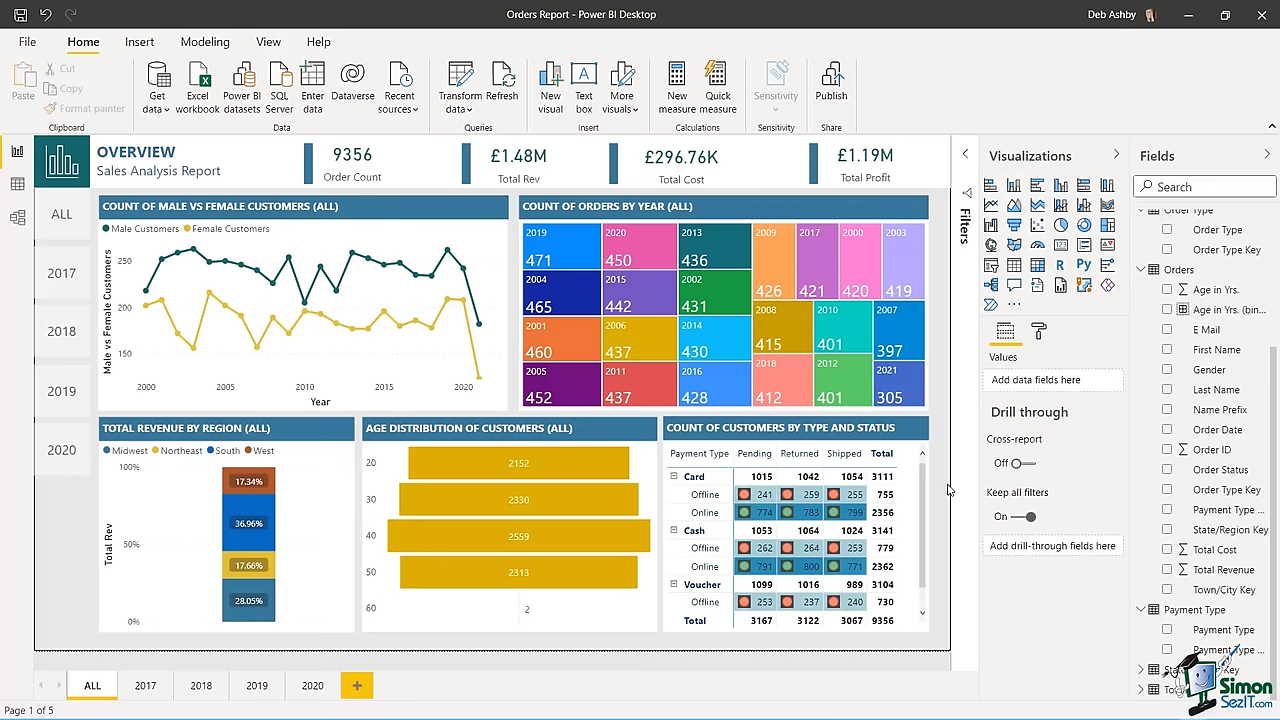 Orders Report - Power BI Desktop
Deb Ashby
File Home Insert Modeling View Help
Paste
Cut
Copy
Format painter
Get data
Excel workbook
Power BI datasets
SQL Server
Enter data
Dataverse
Recent sources
Transform data
Refresh
New visual
Text box
More visuals
New measure
Quick measure
Sensitivity
Publish
Clipboard
Data
Queries
Insert
Calculations
Sensitivity
Share
OVERVIEW
Sales Analysis Report
9356
Order Count
£1.48M
Total Rev
£296.76K
Total Cost
£1.19M
Total Profit
ALL
2017
2018
2019
2020
COUNT OF MALE VS FEMALE CUSTOMERS (ALL)
Male Customers Female Customers
Male vs Female Customers
250
200
150
2000 2005 2010 2015 2020
Year
COUNT OF ORDERS BY YEAR (ALL)
2019
471
2004
465
2001
460
2005
452
2020
450
2015
442
2006
437
2011
437
2013
436
2002
431
2014
430
2016
428
2009
426
2017
421
2000
420
2003
419
2008
415
2018
412
2010
401
2012
401
2007
397
2021
305
TOTAL REVENUE BY REGION (ALL)
Midwest Northeast South West
Total Rev
100%
50%
0%
17.34%
36.96%
17.66%
28.05%
AGE DISTRIBUTION OF CUSTOMERS (ALL)
20 2152
30 2330
40 2559
50 2313
60 2
COUNT OF CUSTOMERS BY TYPE AND STATUS
Payment Type Pending Returned Shipped Total
Card 1015 1042 1054 3111
Offline 241 259 255 755
Online 774 783 799 2356
Cash 1053 1064 1024 3141
Offline 262 264 253 779
Online 791 800 771 2362
Voucher 1099 1016 989 3104
Offline 253 237 240 730
Total 3167 3122 3067 9356
Filters
Visualizations
R
Py
123
Values
Add data fields here
Drill through
Cross-report
Off
Keep all filters
On
Add drill-through fields here
Fields
Search
Order Type
Order Type
Order Type Key
Orders
Age in Yrs.
Age in Yrs. (bin...
E Mail
First Name
Gender
Last Name
Name Prefix
Order Date
Order ID
Order Status
Order Type Key
Payment Type ...
State/Region Key
Total Cost
Total Revenue
Town/City Key
Payment Type
Payment Type
Payment Type ...
Simon
SezIT.com
ALL 2017 2018 2019 2020
Page 1 of 5